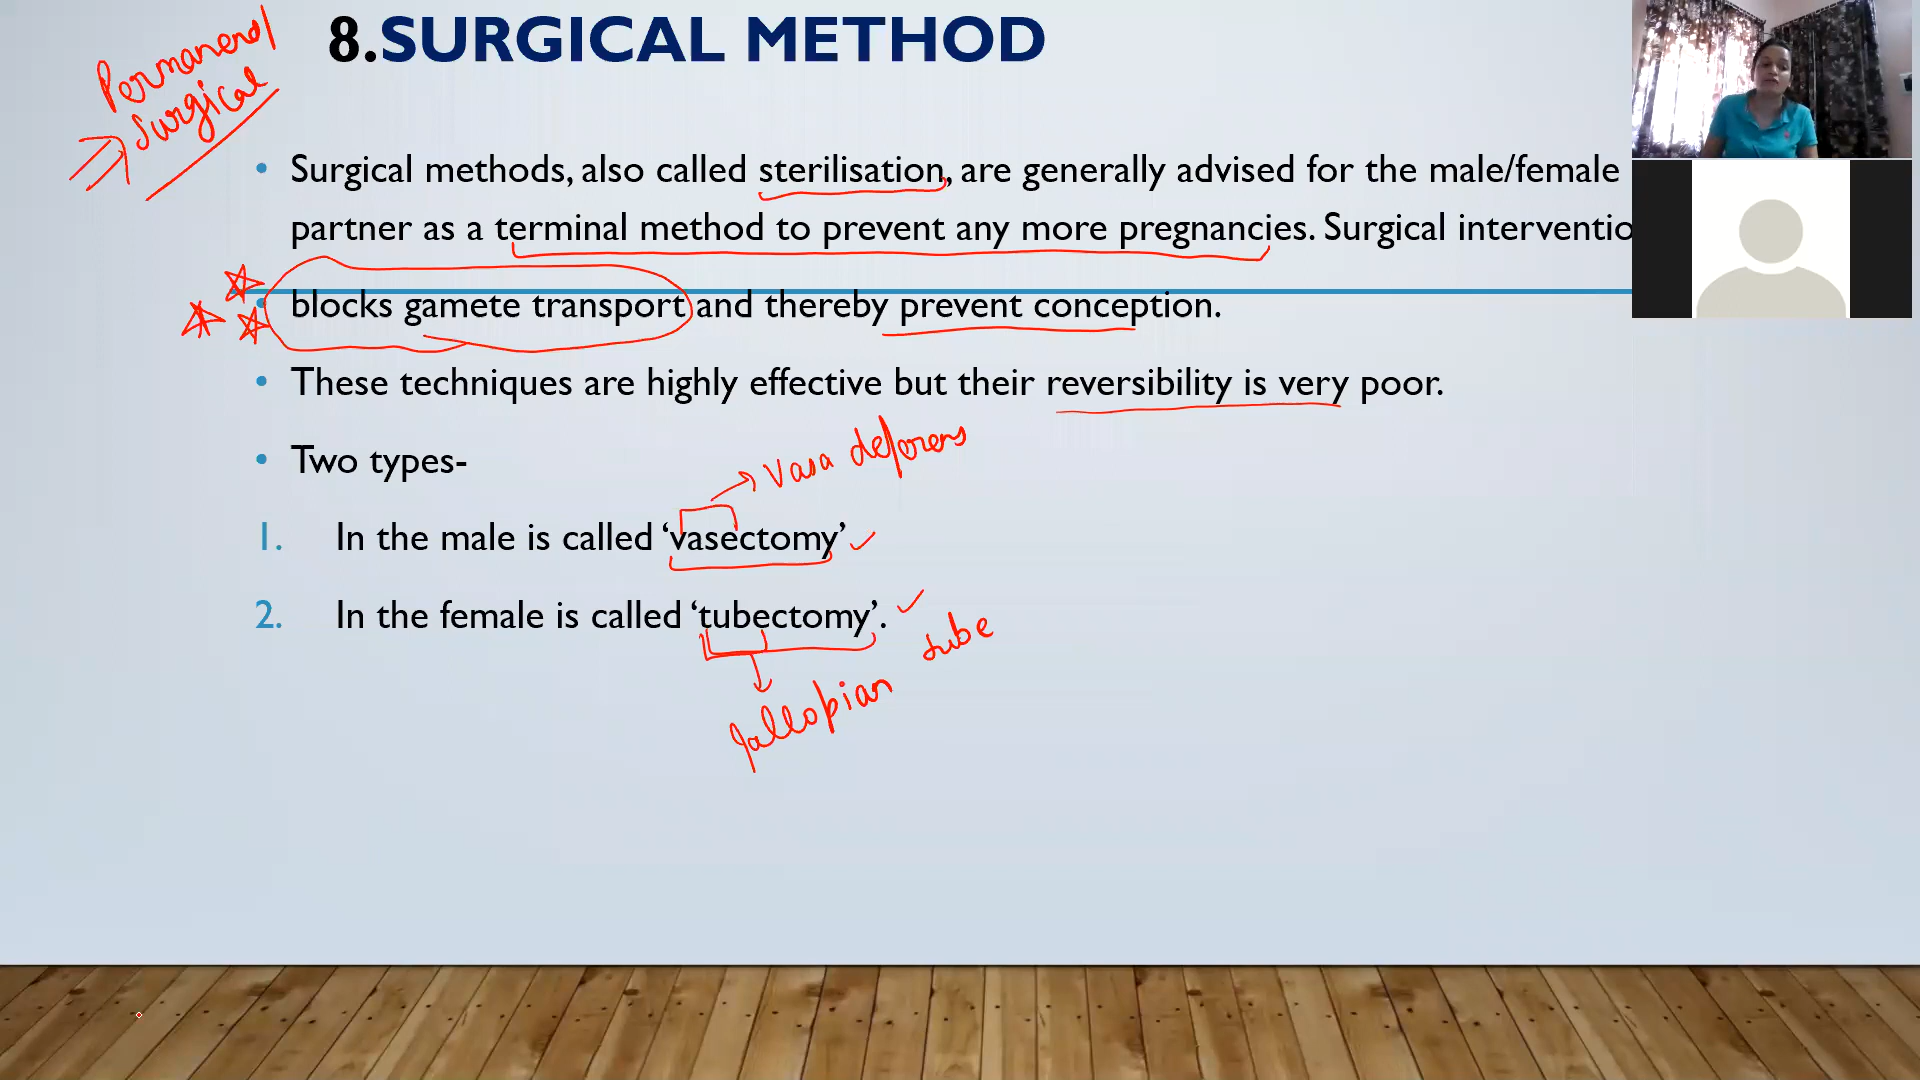 8.SURGICAL METHOD
Permanent
Surgical
• Surgical methods, also called sterilisation, are generally advised for the male/female
partner as a terminal method to prevent any more pregnancies. Surgical interventio
• blocks gamete transport and thereby prevent conception.
• These techniques are highly effective but their reversibility is very poor.
• Two types-
vasa deferens
1. In the male is called ‘vasectomy’
2. In the female is called ‘tubectomy’.
fallopian tube